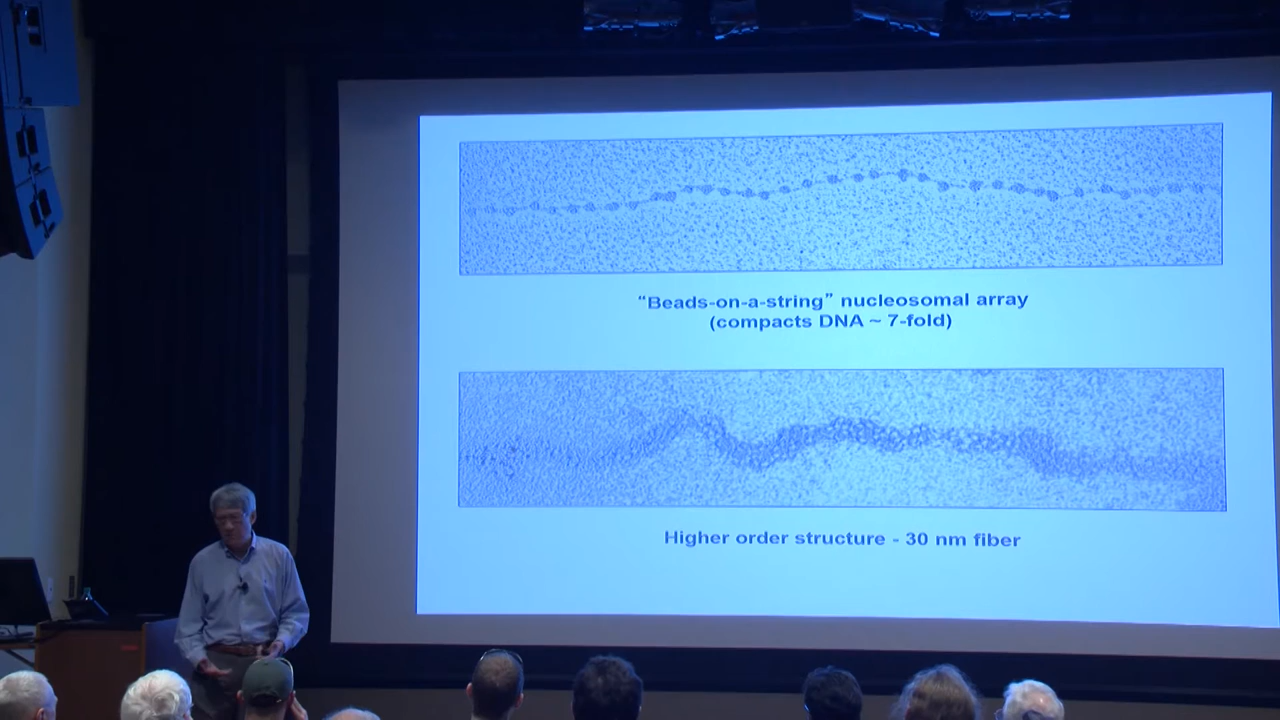 “Beads-on-a-string” nucleosomal array
(compacts DNA ~ 7-fold)
Higher order structure - 30 nm fiber